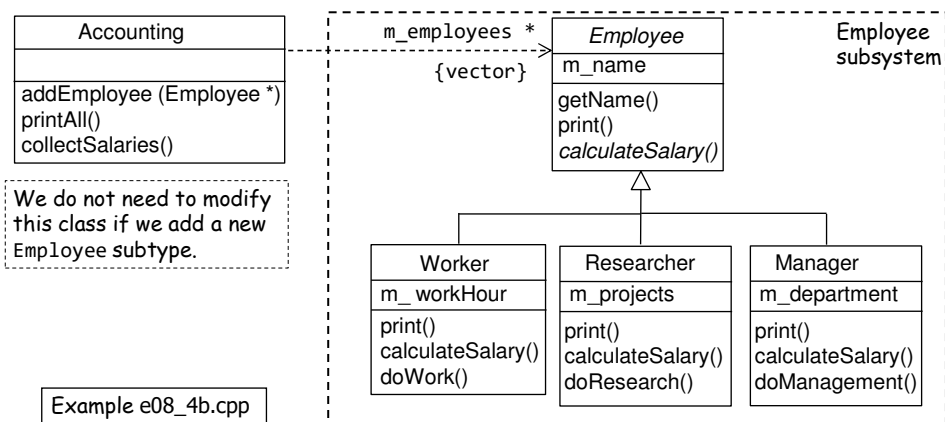 Accounting
addEmployee (Employee *)
printAll()
collectSalaries()
We do not need to modify
this class if we add a new
Employee subtype.
m_employees *
{vector}
Employee
subsystem
Employee
m_name
getName()
print()
calculateSalary()
Worker
m_ workHour
print()
calculateSalary()
doWork()
Researcher
m_projects
print()
calculateSalary()
doResearch()
Manager
m_department
print()
calculateSalary()
doManagement()
Example e08_4b.cpp